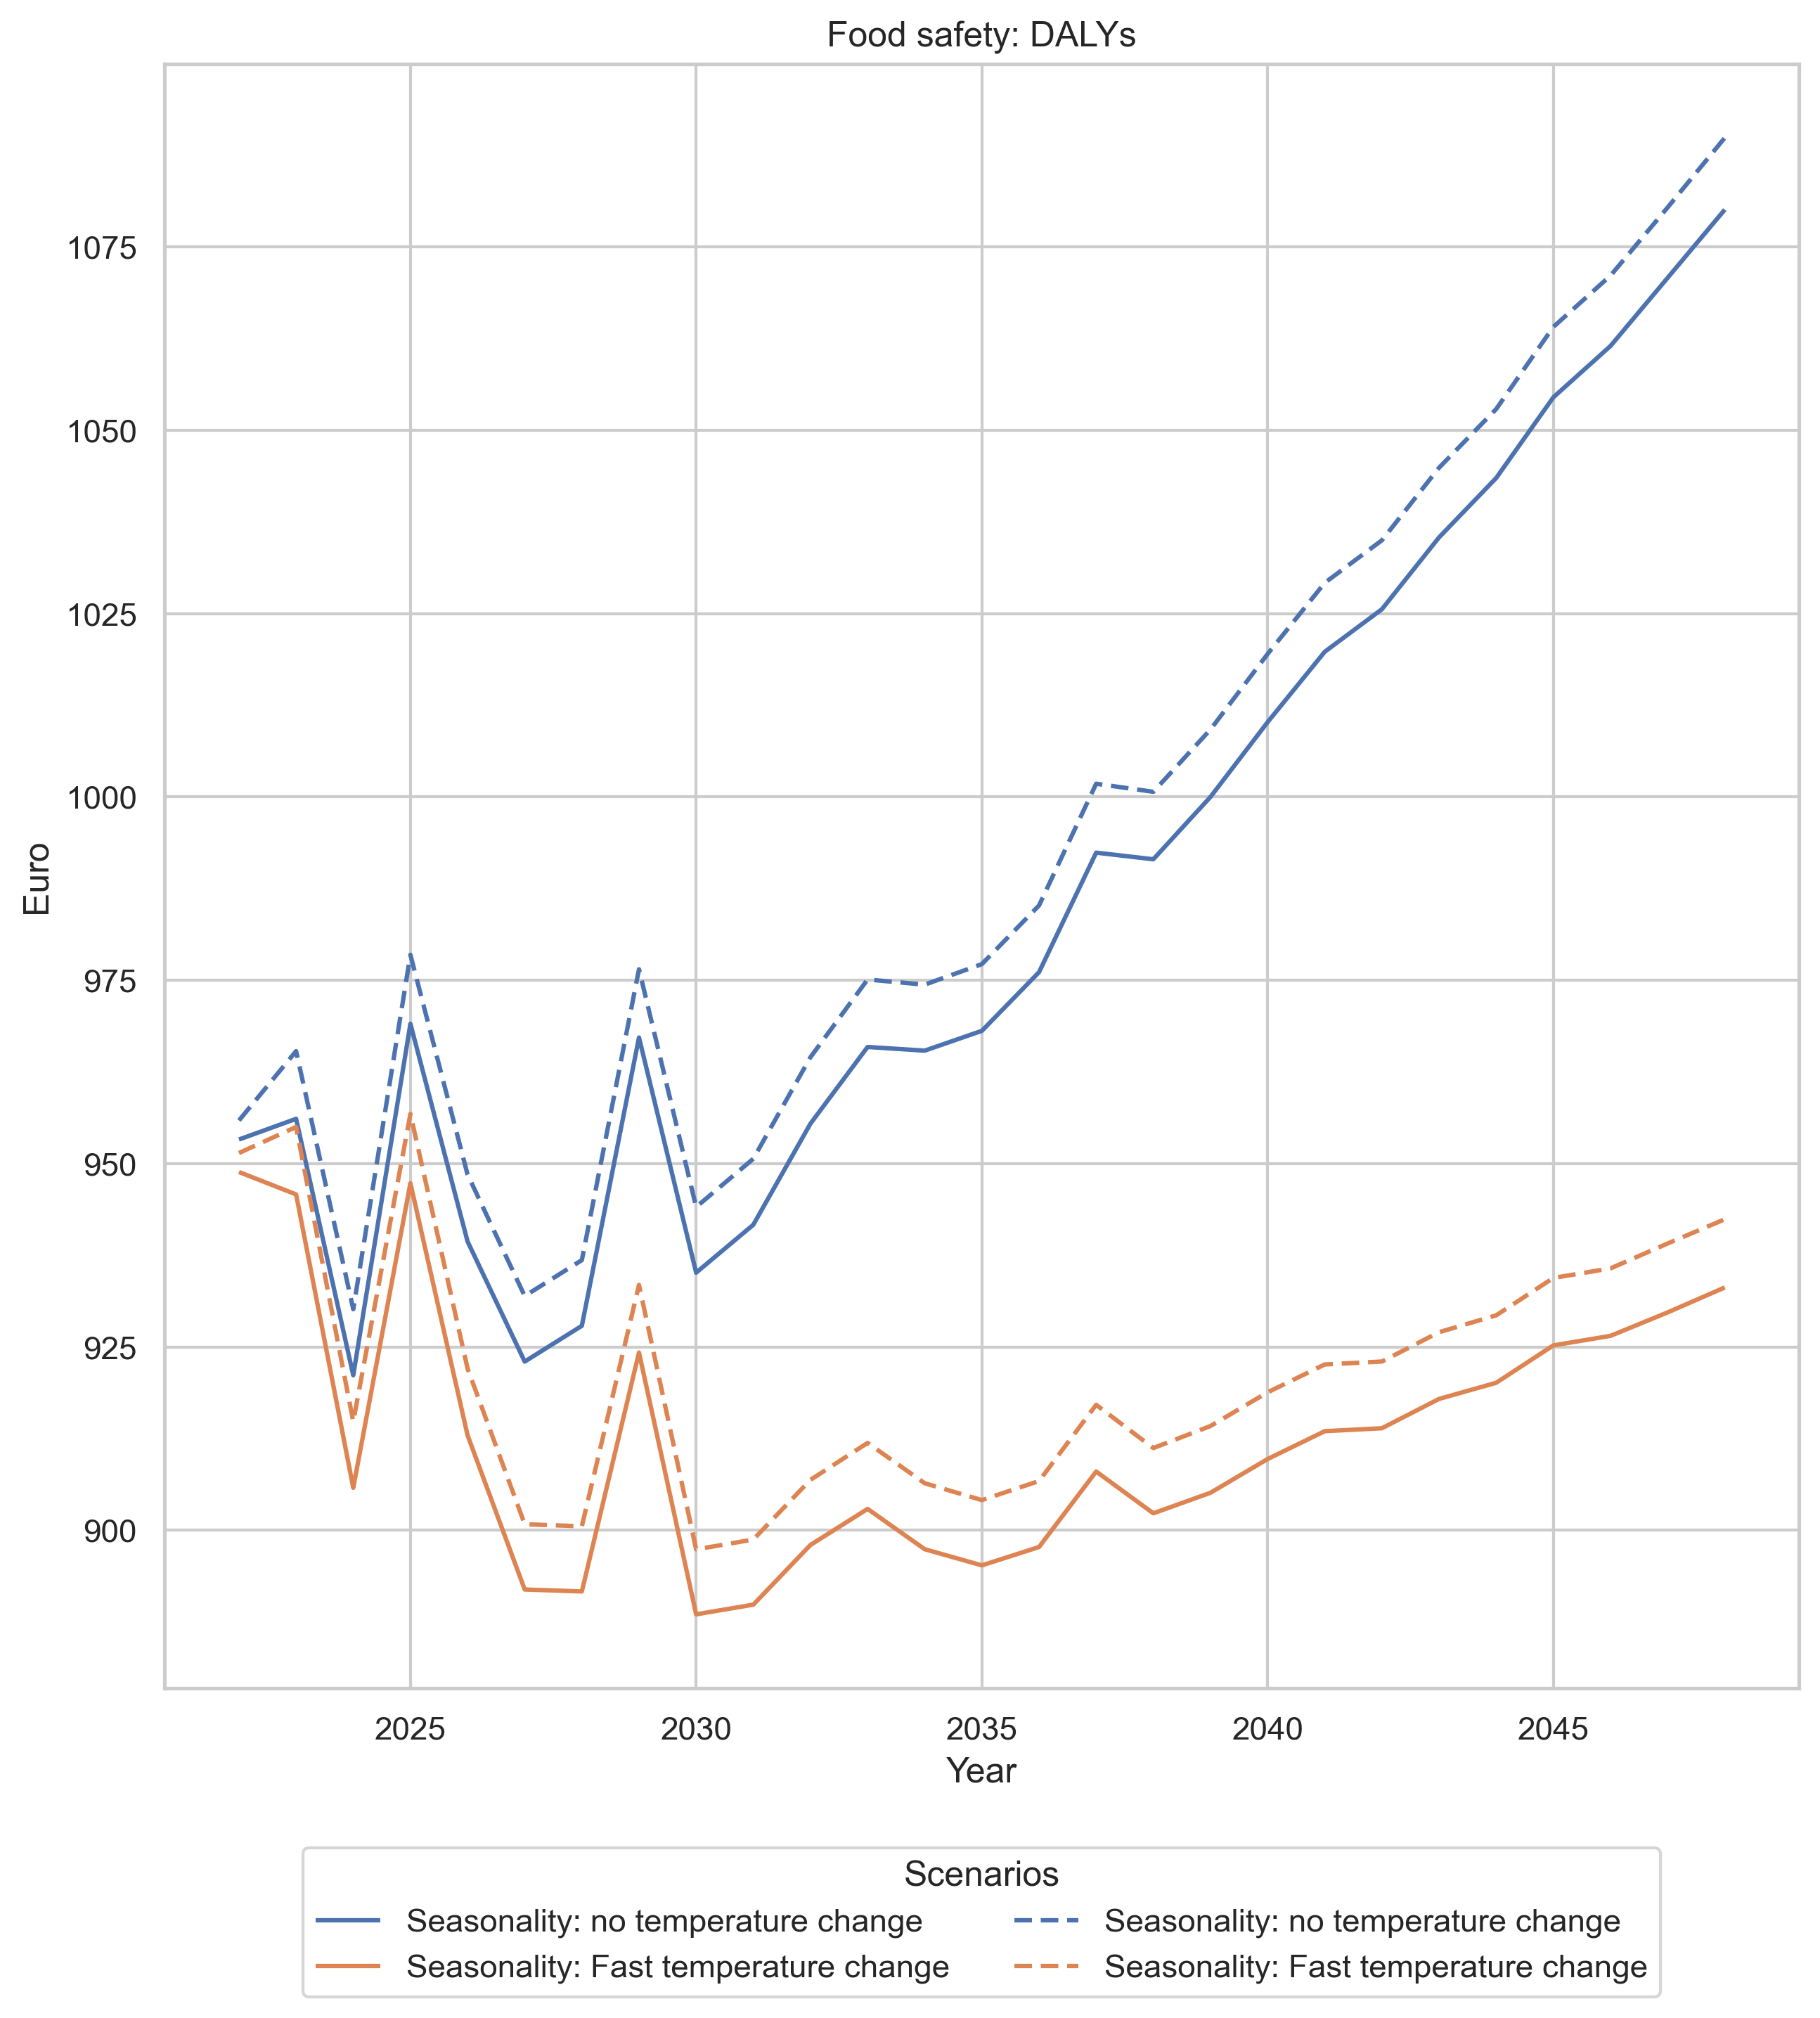 Food safety: DALYs
1075
1050
1025
1000
975
950
925
900
Euro
2025 2030 2035 2040 2045
Year
Scenarios
Seasonality: no temperature change Seasonality: no temperature change
Seasonality: Fast temperature change Seasonality: Fast temperature change